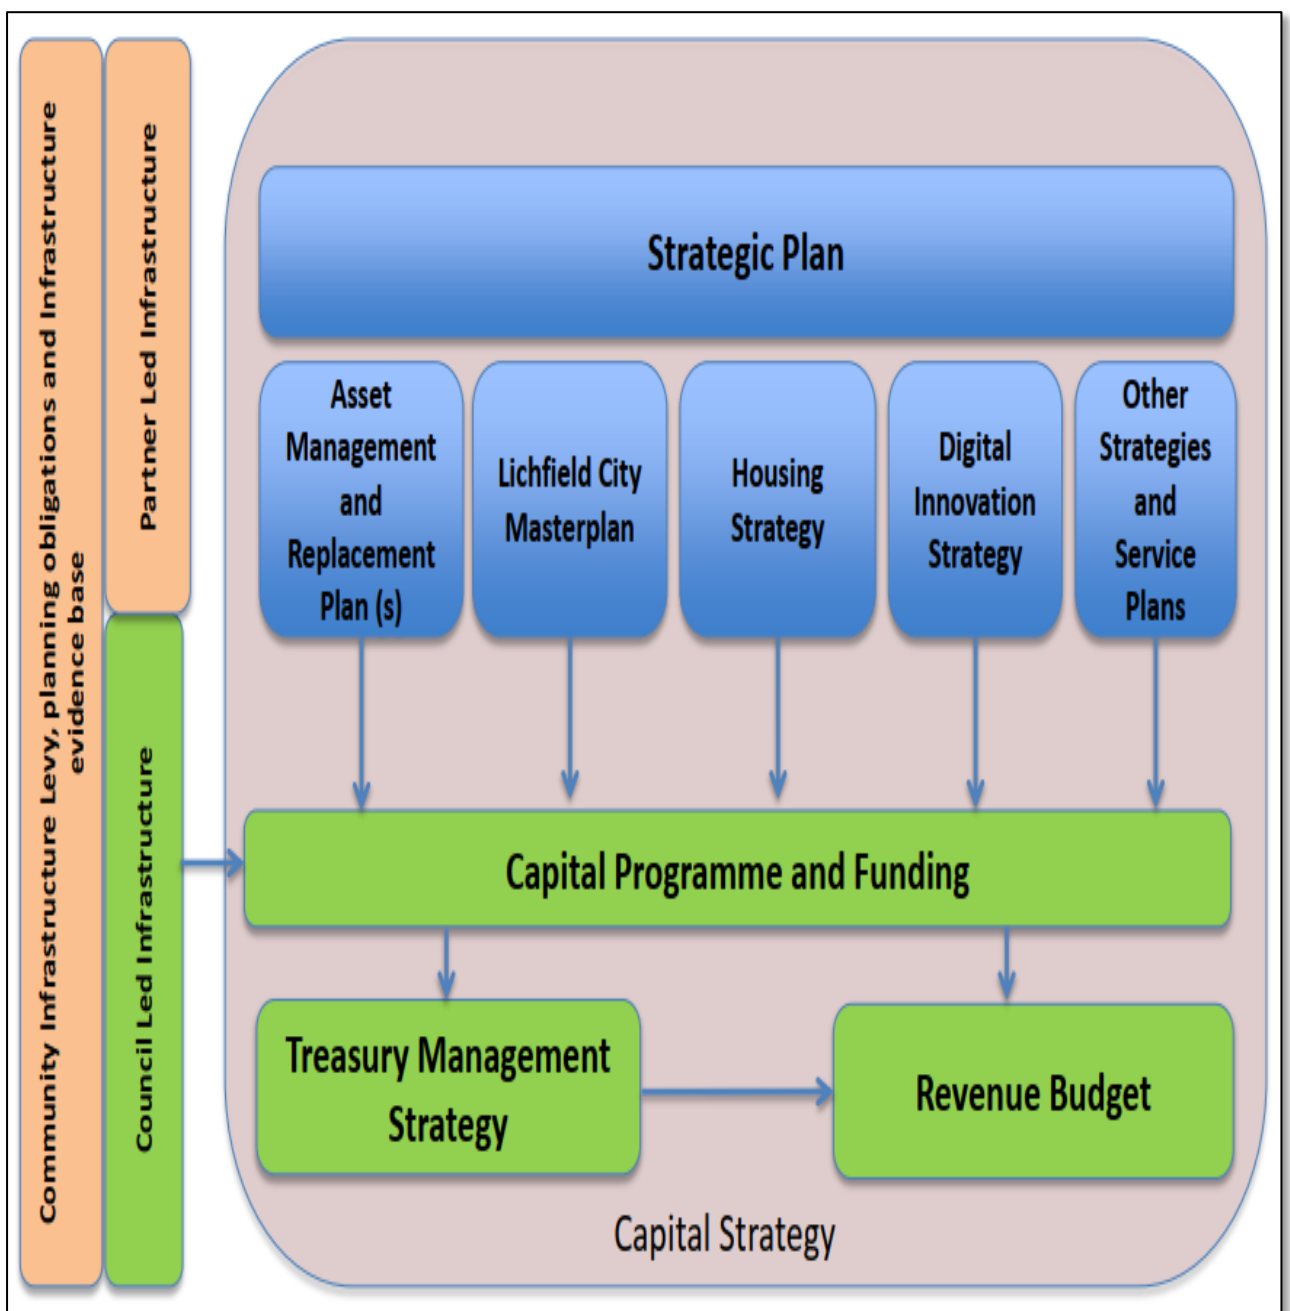 Community Infrastructure Levy, planning obligations and Infrastructure
evidence base
Partner Led Infrastructure
Council Led Infrastructure
Strategic Plan
Asset
Management
and
Replacement
Plan (s)
Lichfield City
Masterplan
Housing
Strategy
Digital
Innovation
Strategy
Other
Strategies
and
Service
Plans
Capital Programme and Funding
Treasury Management
Strategy
Revenue Budget
Capital Strategy